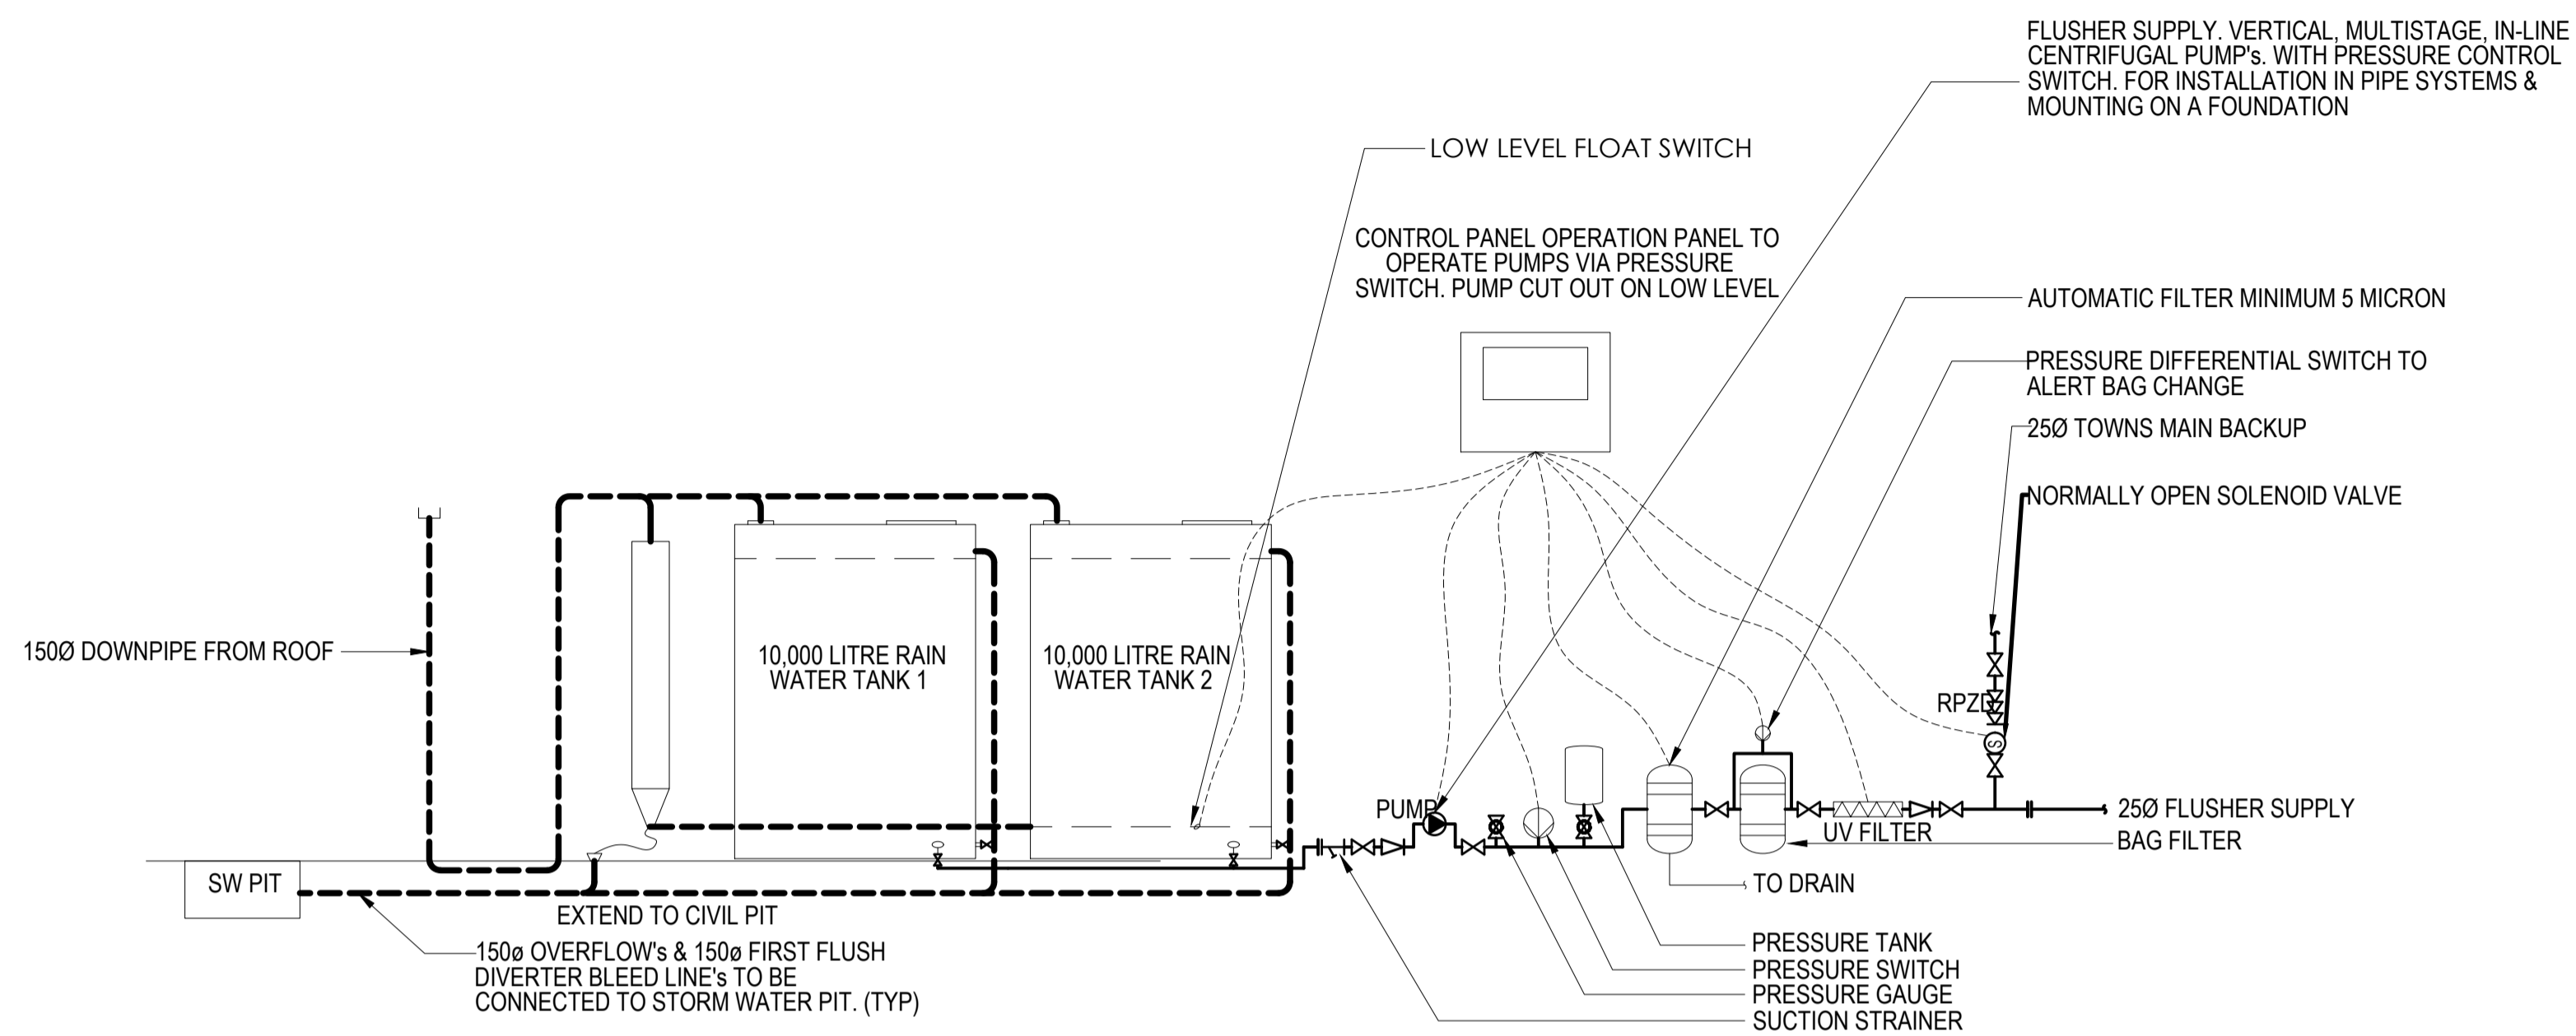 FLUSHER SUPPLY. VERTICAL, MULTISTAGE, IN-LINE
CENTRIFUGAL PUMP's. WITH PRESSURE CONTROL
SWITCH. FOR INSTALLATION IN PIPE SYSTEMS &
MOUNTING ON A FOUNDATION
LOW LEVEL FLOAT SWITCH
CONTROL PANEL OPERATION PANEL TO
OPERATE PUMPS VIA PRESSURE
SWITCH. PUMP CUT OUT ON LOW LEVEL
AUTOMATIC FILTER MINIMUM 5 MICRON
PRESSURE DIFFERENTIAL SWITCH TO
ALERT BAG CHANGE
25Ø TOWNS MAIN BACKUP
NORMALLY OPEN SOLENOID VALVE
150Ø DOWNPIPE FROM ROOF
10,000 LITRE RAIN
WATER TANK 1
10,000 LITRE RAIN
WATER TANK 2
RPZD
S
PUMP
25Ø FLUSHER SUPPLY
UV FILTER
BAG FILTER
SW PIT
TO DRAIN
EXTEND TO CIVIL PIT
150ø OVERFLOW's & 150ø FIRST FLUSH
DIVERTER BLEED LINE's TO BE
CONNECTED TO STORM WATER PIT. (TYP)
PRESSURE TANK
PRESSURE SWITCH
PRESSURE GAUGE
SUCTION STRAINER